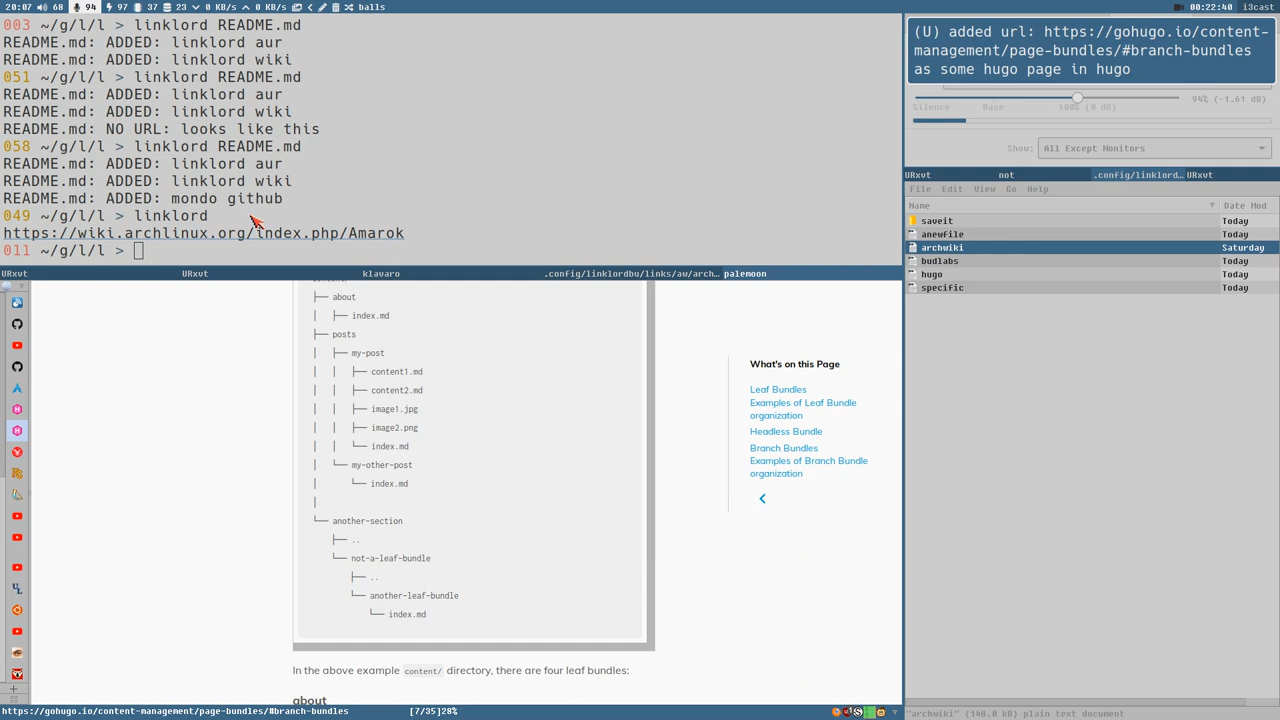 20:07 68 94 97 37 23 0 KB/s 0 KB/s balls
00:22:40 i3cast
003 ~/g/l/l > linklord README.md
README.md: ADDED: linklord aur
README.md: ADDED: linklord wiki
051 ~/g/l/l > linklord README.md
README.md: ADDED: linklord aur
README.md: ADDED: linklord wiki
README.md: NO URL: looks like this
058 ~/g/l/l > linklord README.md
README.md: ADDED: linklord aur
README.md: ADDED: linklord wiki
README.md: ADDED: mondo github
049 ~/g/l/l > linklord
https://wiki.archlinux.org/index.php/Amarok
011 ~/g/l/l >
URxvt URxvt klavaro .config/linklordbu/links/aw/arch… palemoon
├── about
│ ├── index.md
├── posts
│ ├── my-post
│ │ ├── content1.md
│ │ ├── content2.md
│ │ ├── image1.jpg
│ │ ├── image2.png
│ │ └── index.md
│ └── my-other-post
│ └── index.md
│
└── another-section
├── ..
└── not-a-leaf-bundle
├── ..
└── another-leaf-bundle
└── index.md
In the above example content/ directory, there are four leaf bundles:
about
What's on this Page
Leaf Bundles
Examples of Leaf Bundle
organization
Headless Bundle
Branch Bundles
Examples of Branch Bundle
organization
https://gohugo.io/content-management/page-bundles/#branch-bundles [7/35]28%
(U) added url: https://gohugo.io/content-
management/page-bundles/#branch-bundles
as some hugo page in hugo
94% (-1.61 dB)
Silence Base 100% (0 dB)
Show: All Except Monitors
URxvt not .config/linklord… URxvt
File Edit View Go Help
Name Date Mod
saveit Today
anewfile Today
archwiki Saturday
budlabs Today
hugo Today
specific Today
"archwiki" (148.0 kB) plain text document